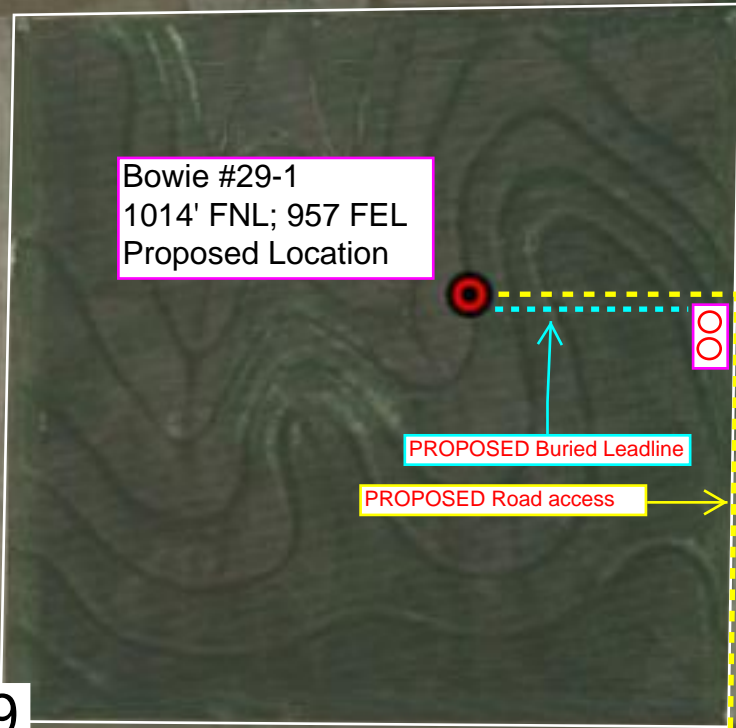 Bowie #29-1
1014' FNL; 957 FEL
Proposed Location
PROPOSED Buried Leadline
PROPOSED Road access
9